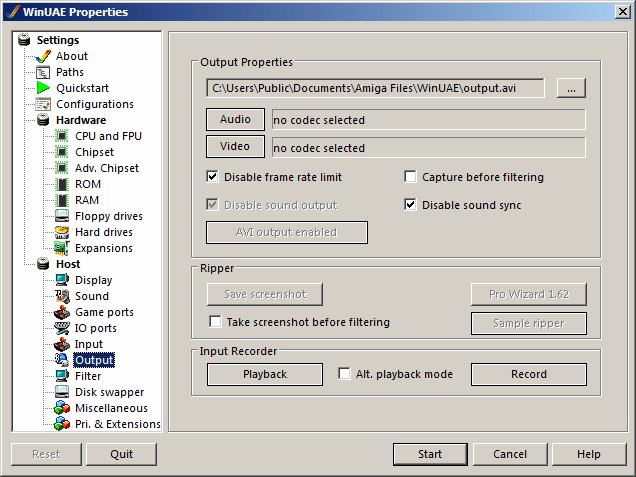 WinUAE Properties
Settings
About
Paths
Quickstart
Configurations
Hardware
CPU and FPU
Chipset
Adv. Chipset
ROM
RAM
Floppy drives
Hard drives
Expansions
Host
Display
Sound
Game ports
IO ports
Input
Output
Filter
Disk swapper
Miscellaneous
Pri. & Extensions
Output Properties
C:\Users\Public\Documents\Amiga Files\WinUAE\output.avi
...
Audio
no codec selected
Video
no codec selected
Disable frame rate limit
Capture before filtering
Disable sound output
Disable sound sync
AVI output enabled
Ripper
Save screenshot
Pro Wizard 1.62
Take screenshot before filtering
Sample ripper
Input Recorder
Playback
Alt. playback mode
Record
Reset
Quit
Start
Cancel
Help